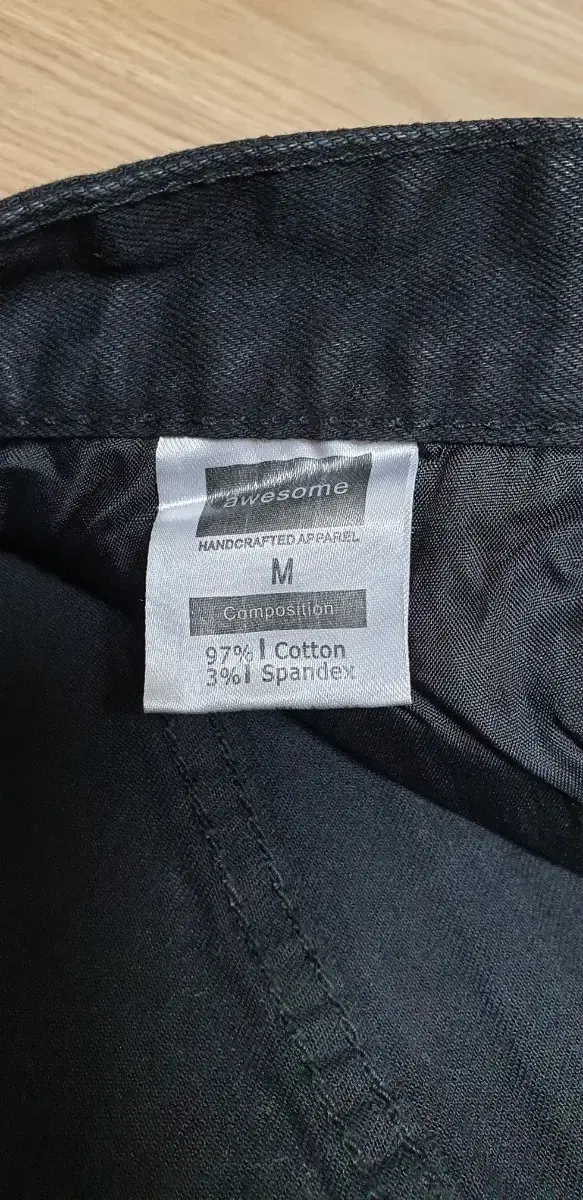 awesome
HANDCRAFTED APPAREL
M
Composition
97% | Cotton
3% | Spandex